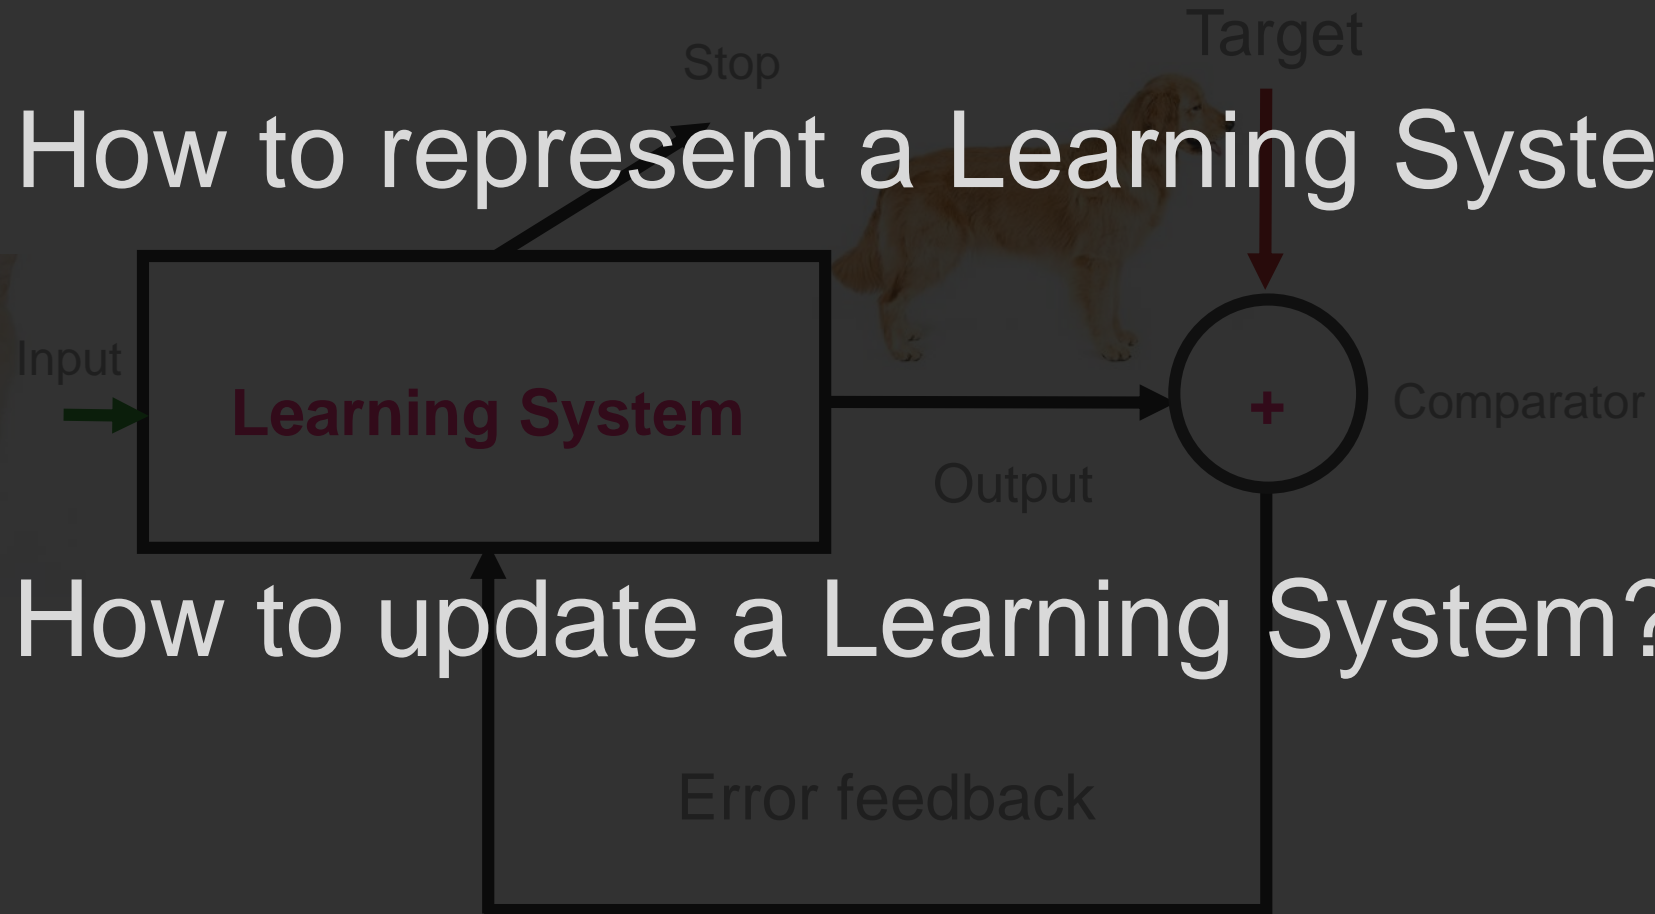 Target
Stop
How to represent a Learning Syste
Input
Learning System
+
Comparator
Output
How to update a Learning System?
Error feedback